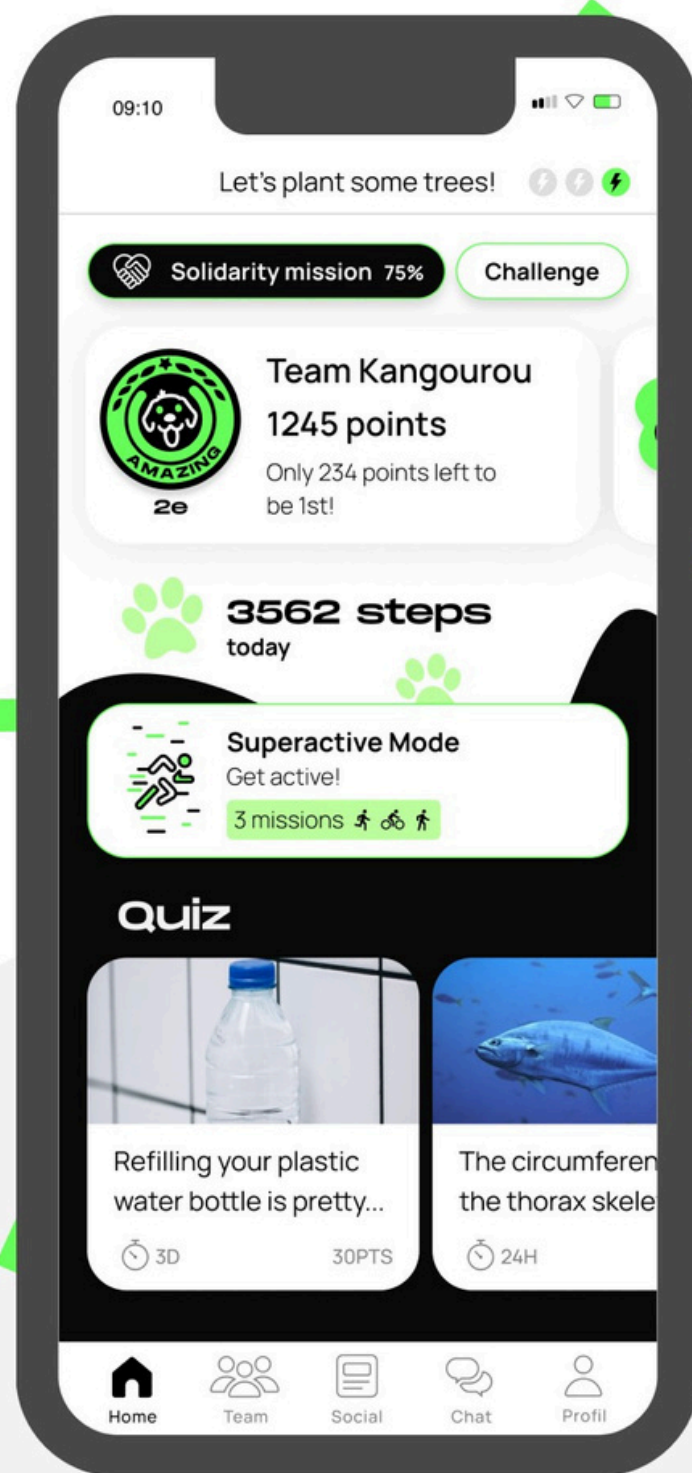 09:10
Let's plant some trees!
Solidarity mission 75%
Challenge
Team Kangourou
1245 points
Only 234 points left to
be 1st!
AMAZING
2e
3562 steps
today
Superactive Mode
Get active!
3 missions
Quiz
Refilling your plastic
water bottle is pretty...
3D 30PTS
The circumferen
the thorax skele
24H
Home Team Social Chat Profil